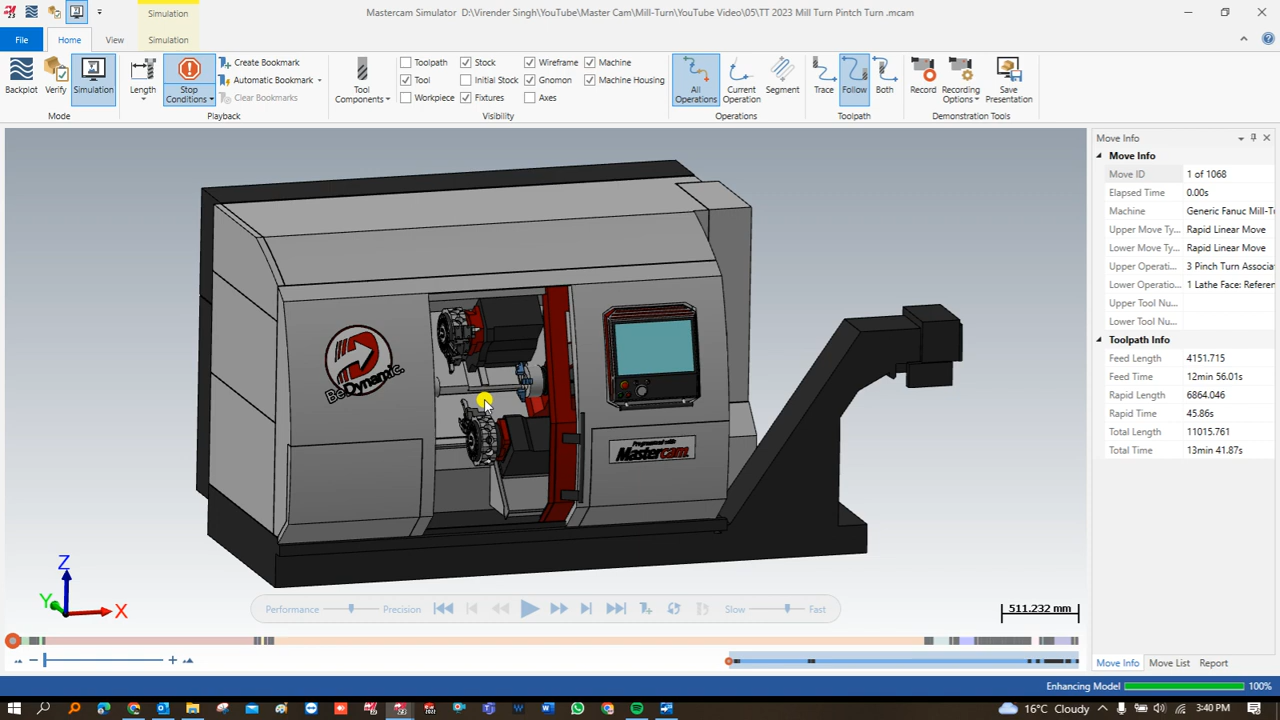 Simulation
Mastercam Simulator D:\Virender Singh\YouTube\Master Cam\Mill-Turn\YouTube Video\05\TT 2023 Mill Turn Pintch Turn .mcam
File
Home
View
Simulation
Backplot
Verify
Simulation
Mode
Length
Stop Conditions
Create Bookmark
Automatic Bookmark
Clear Bookmarks
Playback
Tool Components
Toolpath
Tool
Workpiece
Stock
Initial Stock
Fixtures
Wireframe
Gnomon
Axes
Machine
Machine Housing
Visibility
All Operations
Current Operation
Segment
Operations
Trace
Follow
Both
Toolpath
Record
Recording Options
Save Presentation
Demonstration Tools
BeDynamic.
Programmed with
Mastercam.
Z
Y
X
511.232 mm
Performance
Precision
Slow
Fast
Move Info
Move Info
Move ID 1 of 1068
Elapsed Time 0.00s
Machine Generic Fanuc Mill-T
Upper Move Ty... Rapid Linear Move
Lower Move Ty... Rapid Linear Move
Upper Operati... 3 Pinch Turn Associa
Lower Operatio... 1 Lathe Face: Referen
Upper Tool Nu...
Lower Tool Nu...
Toolpath Info
Feed Length 4151.715
Feed Time 12min 56.01s
Rapid Length 6864.046
Rapid Time 45.86s
Total Length 11015.761
Total Time 13min 41.87s
Move Info
Move List
Report
Enhancing Model 100%
16°C Cloudy
3:40 PM